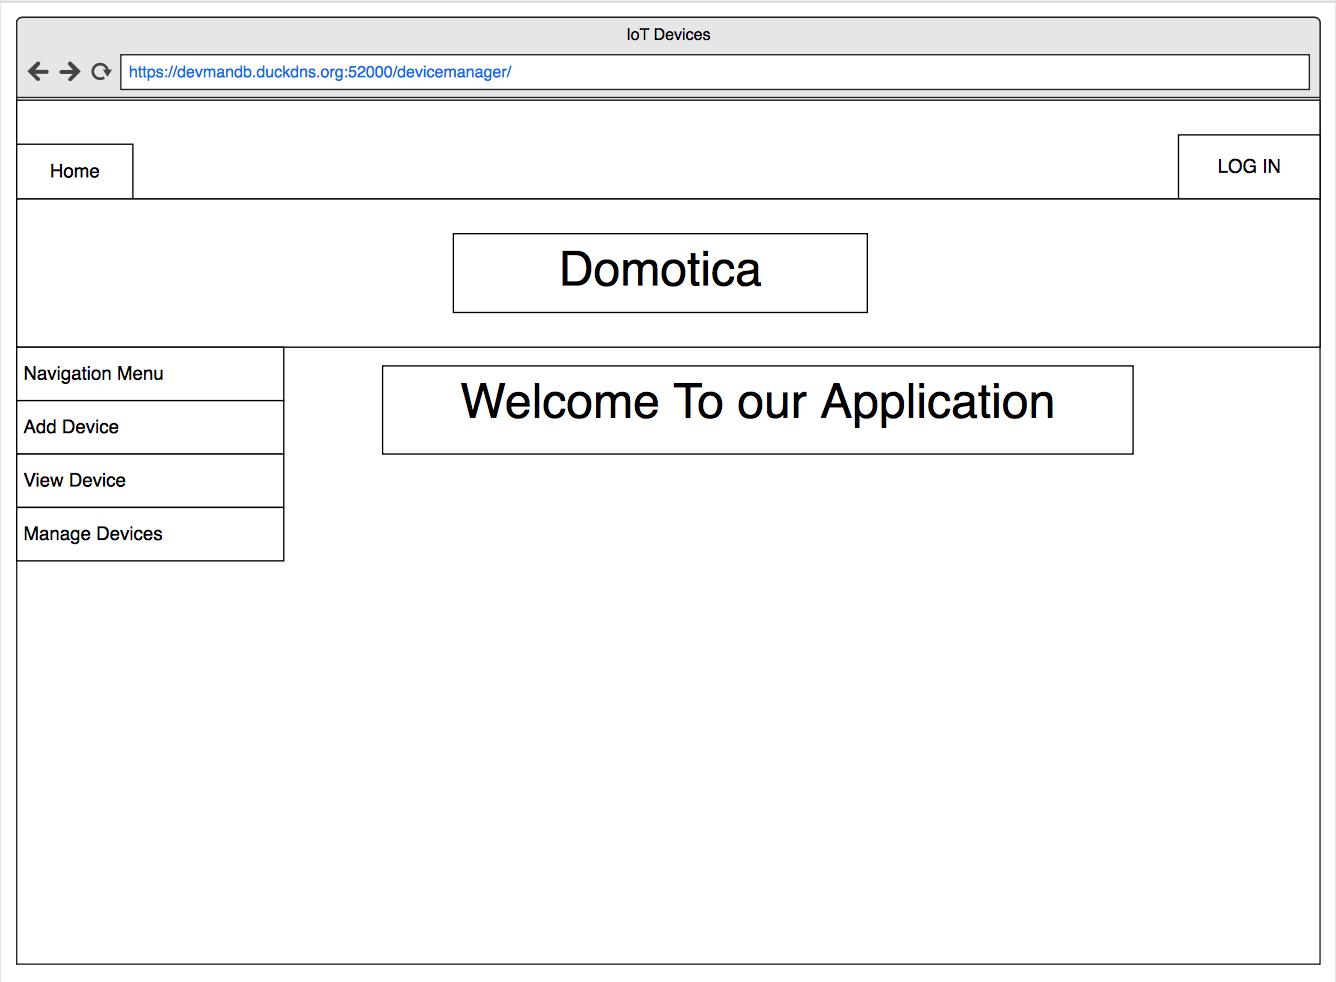 IoT Devices
https://devmandb.duckdns.org:52000/devicemanager/
Home
LOG IN
Domotica
Navigation Menu
Welcome To our Application
Add Device
View Device
Manage Devices